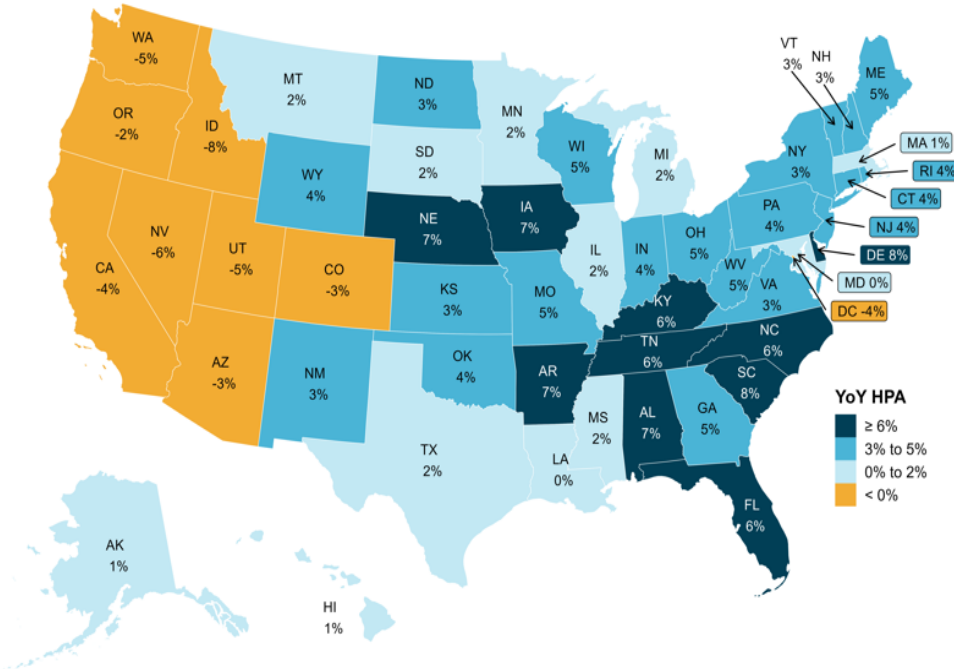 WA
-5%
OR
-2%
ID
-8%
MT
2%
ND
3%
MN
2%
SD
2%
WY
4%
WI
5%
MI
2%
VT
3%
NH
3%
ME
5%
NY
3%
MA 1%
RI 4%
CT 4%
PA
4%
NJ 4%
DE 8%
MD 0%
DC -4%
NE
7%
IA
7%
NV
-6%
UT
-5%
CO
-3%
CA
-4%
KS
3%
MO
5%
IL
2%
IN
4%
OH
5%
WV
5%
VA
3%
KY
6%
TN
6%
NC
6%
SC
8%
AZ
-3%
NM
3%
OK
4%
AR
7%
MS
2%
AL
7%
GA
5%
TX
2%
LA
0%
FL
6%
AK
1%
HI
1%
YoY HPA
≥ 6%
3% to 5%
0% to 2%
< 0%